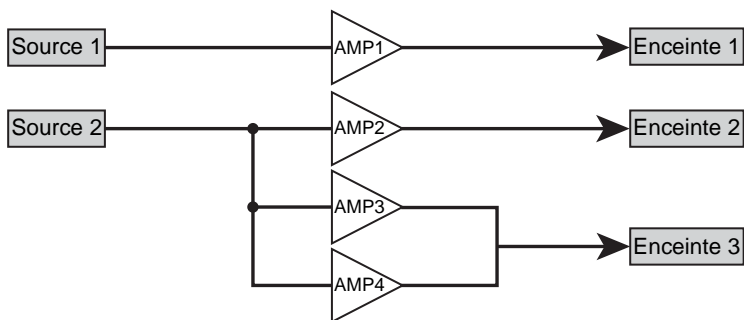 Source 1
AMP1
Enceinte 1
Source 2
AMP2
Enceinte 2
AMP3
Enceinte 3
AMP4